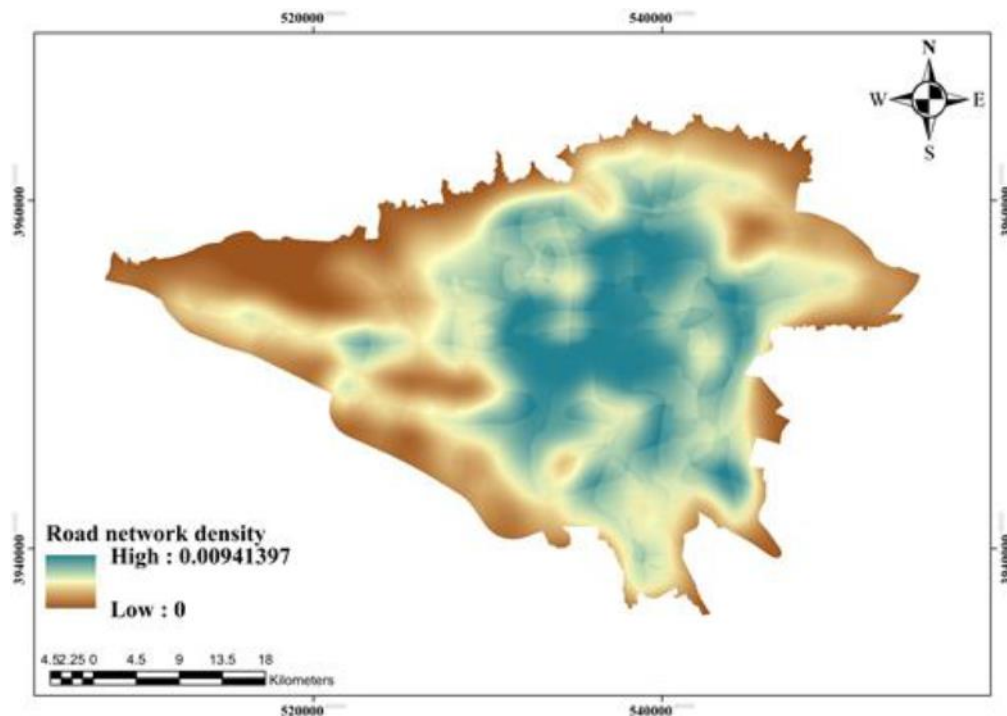 520000 540000
N
W E
S
3960000 3960000
Road network density
High : 0.00941397
Low : 0
3940000 3940000
4.5 2.25 0 4.5 9 13.5 18
Kilometers
520000 540000